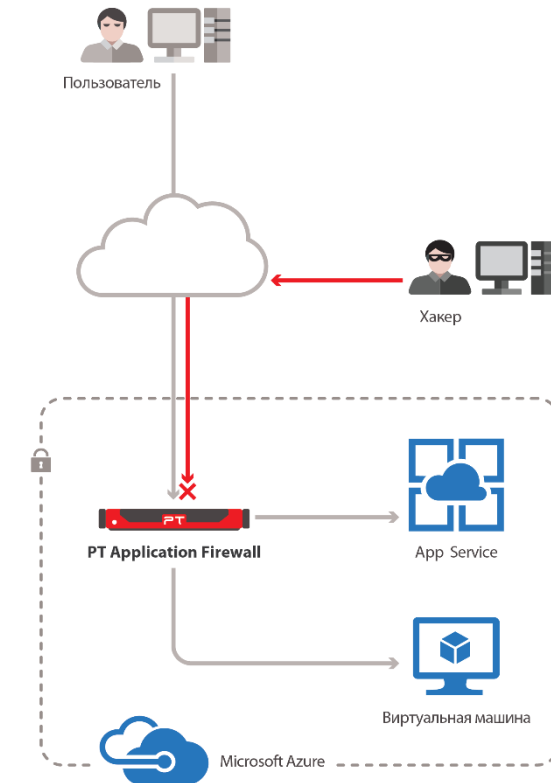 Пользователь
Хакер
PT
PT Application Firewall
App Service
Виртуальная машина
Microsoft Azure